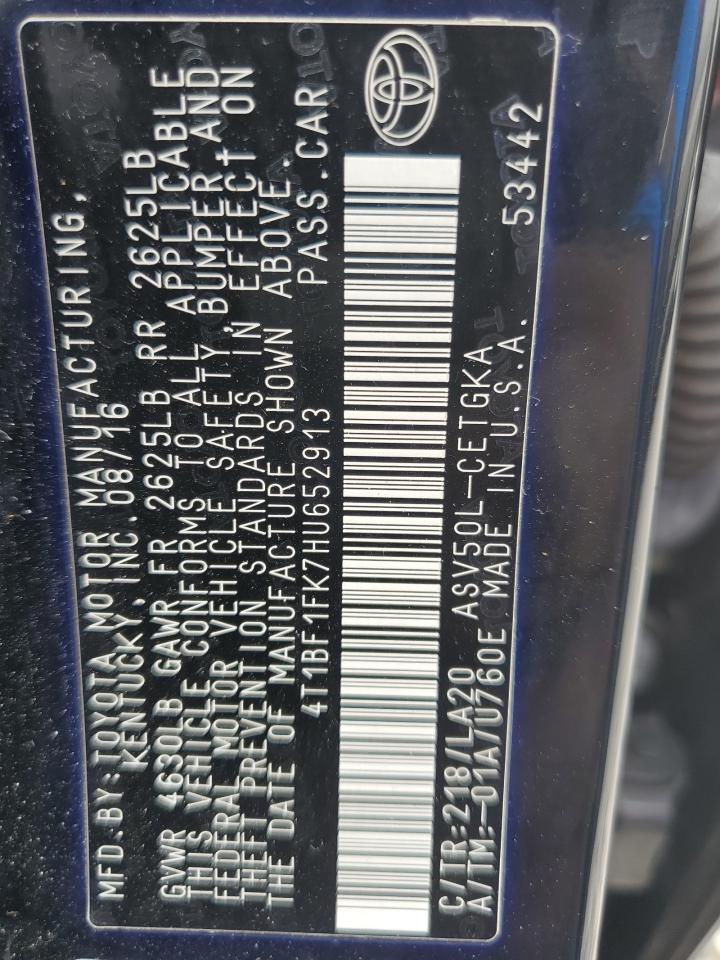 MFD.BY:TOYOTA MOTOR MANUFACTURING,
KENTUCKY, INC.08/16
GVWR 4630LB GAWR FR 2625LB RR 2625LB
THIS VEHICLE CONFORMS TO ALL APPLICABLE
FEDERAL MOTOR VEHICLE SAFETY, BUMPER AND
THEFT PREVENTION STANDARDS IN EFFECT ON
THE DATE OF MANUFACTURE SHOWN ABOVE.
4T1BF1FK7HU652913 PASS.CAR
C/TR:218/LA20 ASV50L-CETGKA
A/TM:-01A/U760E MADE IN U.S.A. 53442